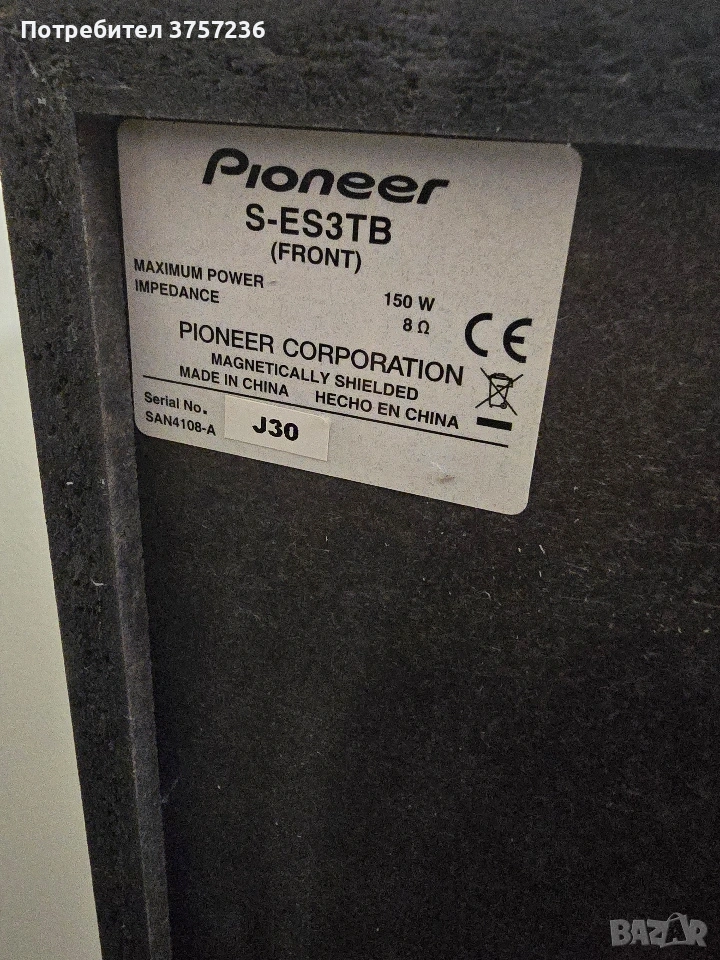 Потребител 3757236
Pioneer
S-ES3TB
(FRONT)
MAXIMUM POWER 150 W
IMPEDANCE 8 Ω
CE
PIONEER CORPORATION
MAGNETICALLY SHIELDED
MADE IN CHINA HECHO EN CHINA
Serial No.
SAN4108-A
J30
BAZAR